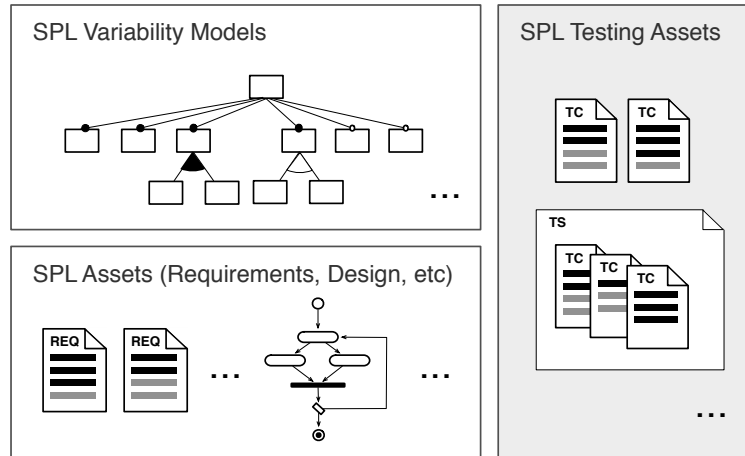 SPL Variability Models
...
SPL Assets (Requirements, Design, etc)
REQ
REQ
...
...
SPL Testing Assets
TC
TC
TS
TC
TC
TC
...